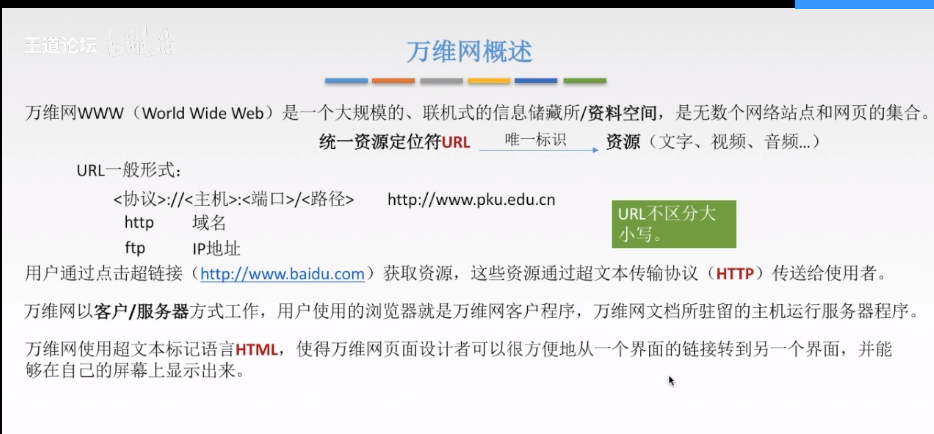 王道论坛
万维网概述
万维网WWW（World Wide Web）是一个大规模的、联机式的信息储藏所/资料空间，是无数个网络站点和网页的集合。
统一资源定位符URL 唯一标识 资源（文字、视频、音频...）
URL一般形式：
<协议>://<主机>:<端口>/<路径> http://www.pku.edu.cn
http 域名
ftp IP地址
URL不区分大
小写。
用户通过点击超链接（http://www.baidu.com）获取资源，这些资源通过超文本传输协议（HTTP）传送给使用者。
万维网以客户/服务器方式工作，用户使用的浏览器就是万维网客户程序，万维网文档所驻留的主机运行服务器程序。
万维网使用超文本标记语言HTML，使得万维网页面设计者可以很方便地从一个界面的链接转到另一个界面，并能
够在自己的屏幕上显示出来。